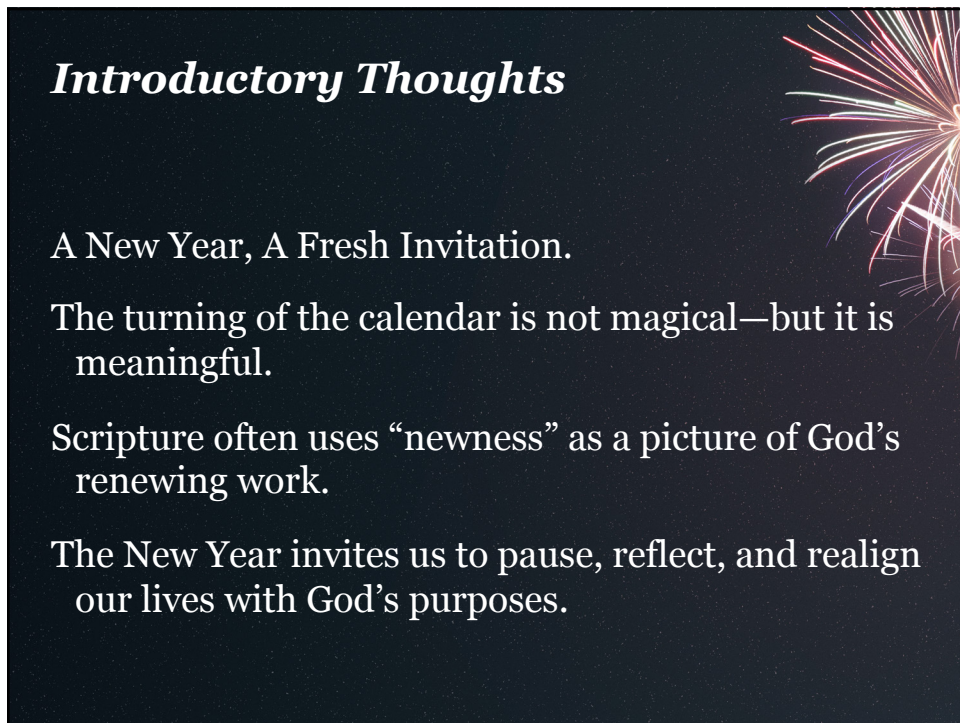 Introductory Thoughts
A New Year, A Fresh Invitation.
The turning of the calendar is not magical—but it is
meaningful.
Scripture often uses “newness” as a picture of God’s
renewing work.
The New Year invites us to pause, reflect, and realign
our lives with God’s purposes.